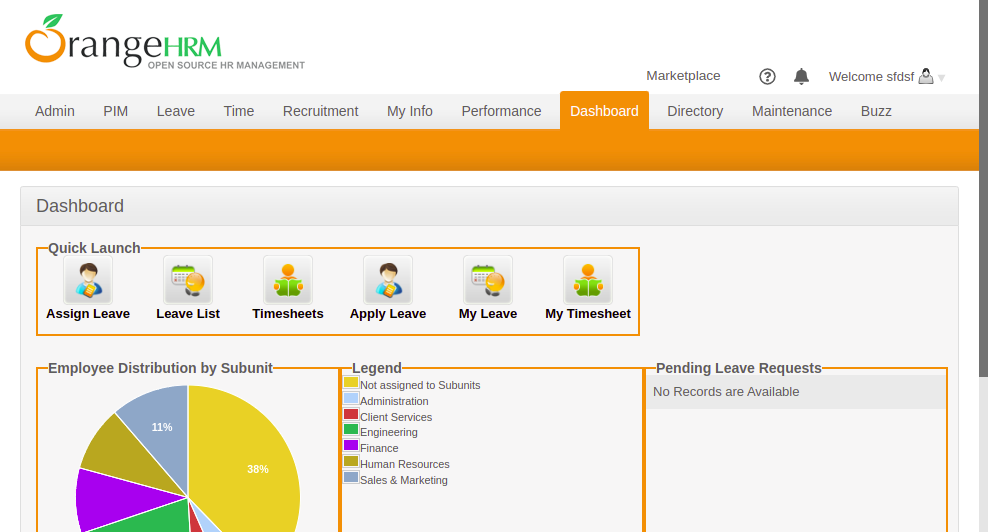 OrangeHRM
OPEN SOURCE HR MANAGEMENT
Marketplace
Welcome sfdsf
Admin PIM Leave Time Recruitment My Info Performance Dashboard Directory Maintenance Buzz
Dashboard
Quick Launch
Assign Leave Leave List Timesheets Apply Leave My Leave My Timesheet
Employee Distribution by Subunit
11%
38%
Legend
Not assigned to Subunits
Administration
Client Services
Engineering
Finance
Human Resources
Sales & Marketing
Pending Leave Requests
No Records are Available